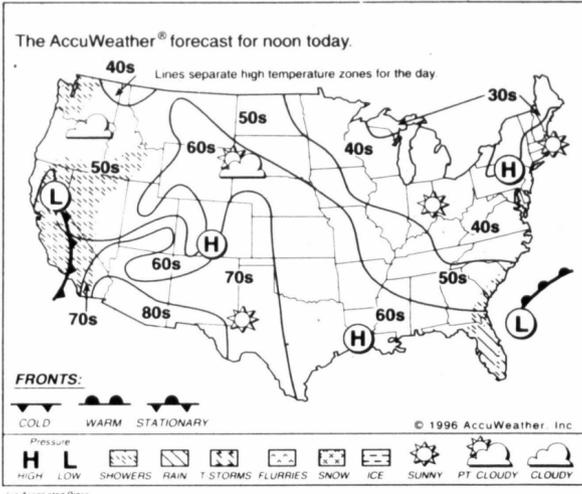 The AccuWeather® forecast for noon today.
Lines separate high temperature zones for the day.
40s
30s
50s
60s
40s
50s
L
H
H
40s
60s
70s
50s
70s
80s
60s
H
L
FRONTS:
COLD WARM STATIONARY
© 1996 AccuWeather, Inc
Pressure
H L
HIGH LOW SHOWERS RAIN T-STORMS FLURRIES SNOW ICE SUNNY PT CLOUDY CLOUDY